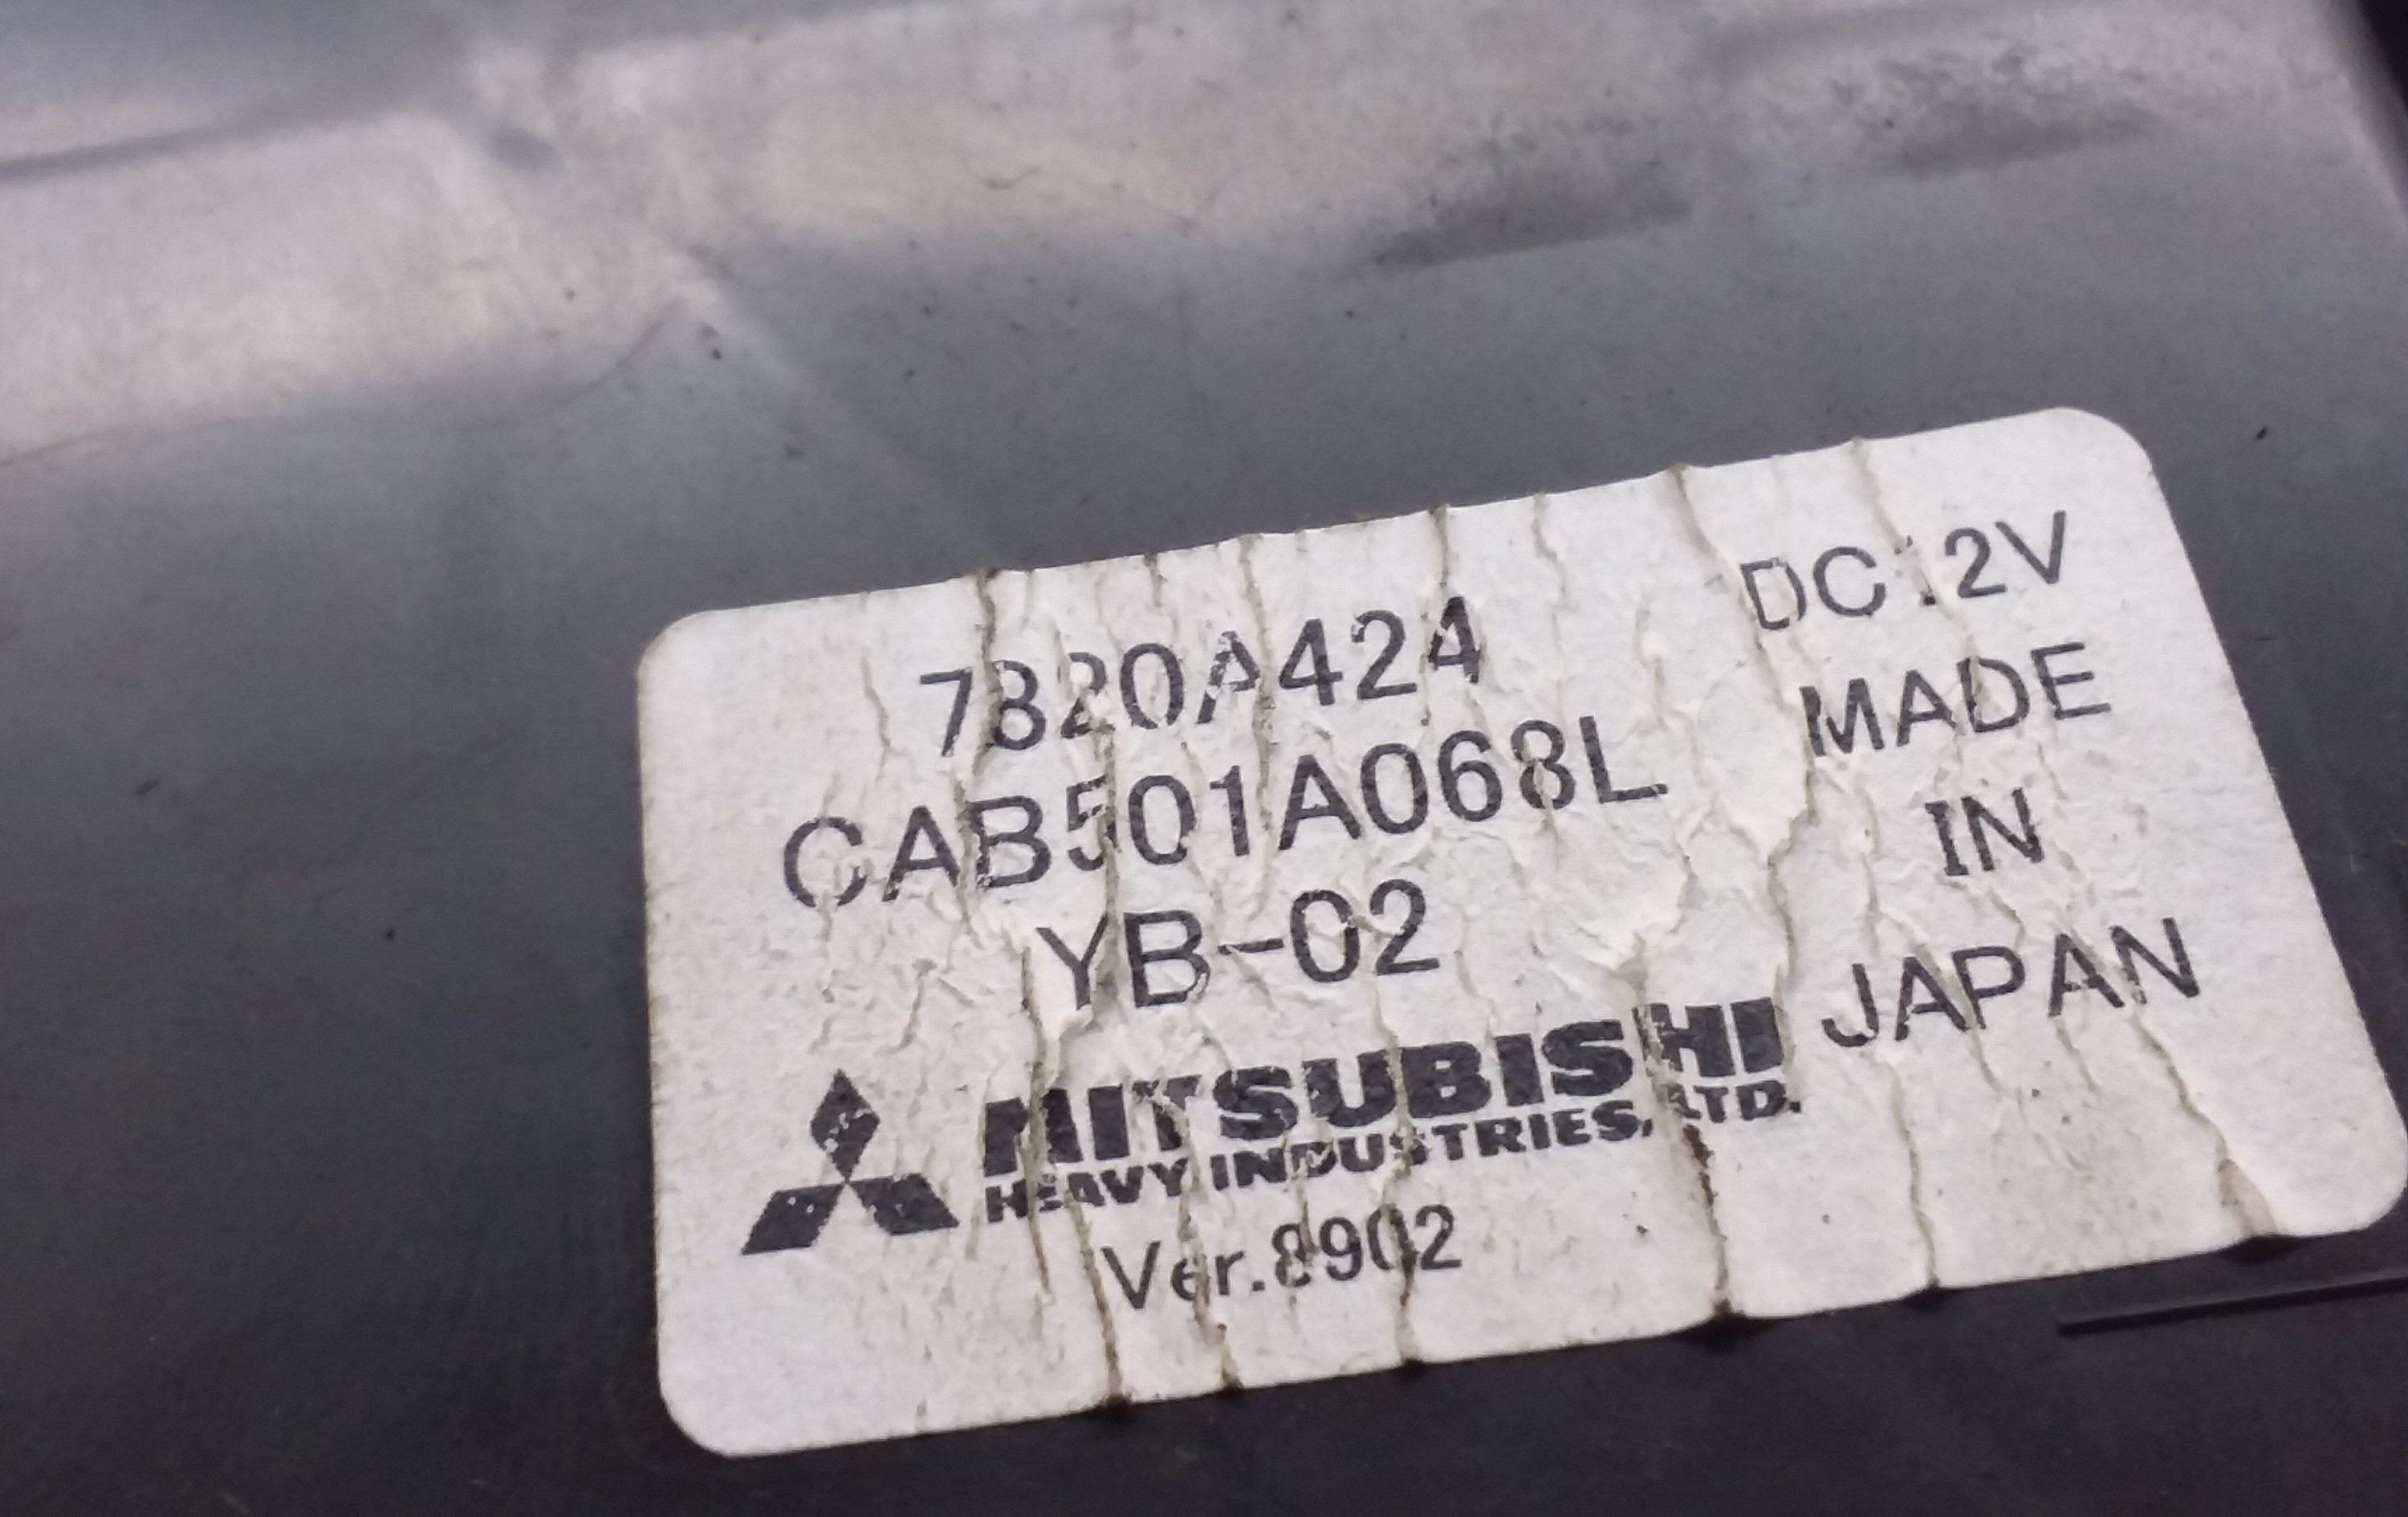 7820A424
CAB501A068L
YB-02
MITSUBISHI
HEAVY INDUSTRIES, LTD.
Ver.8902
DC12V
MADE
IN
JAPAN